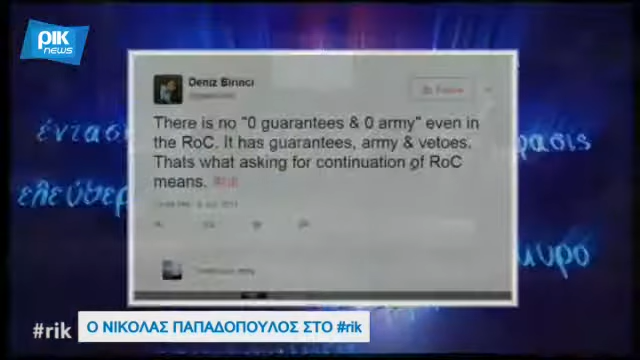 ΡΙΚ
news
Deniz Birinci
Follow
There is no "0 guarantees & 0 army" even in
the RoC. It has guarantees, army & vetoes.
Thats what asking for continuation of RoC
means. #rik
#rik
Ο ΝΙΚΟΛΑΣ ΠΑΠΑΔΟΠΟΥΛΟΣ ΣΤΟ #rik